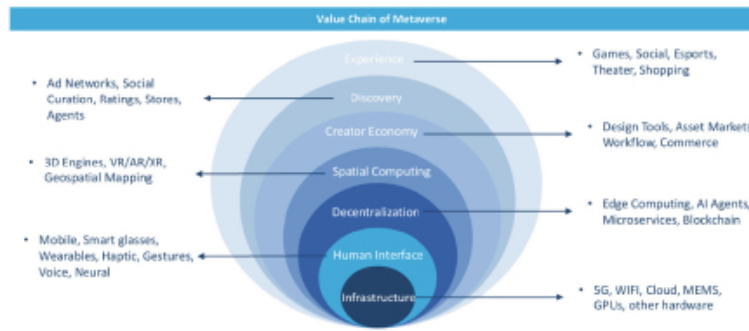 Value Chain of Metaverse
Experience
• Games, Social, Esports,
Theater, Shopping
• Ad Networks, Social
Curation, Ratings, Stores,
Agents
Discovery
Creator Economy
• Design Tools, Asset Markets
Workflow, Commerce
• 3D Engines, VR/AR/XR,
Geospatial Mapping
Spatial Computing
Decentralization
• Edge Computing, AI Agents,
Microservices, Blockchain
• Mobile, Smart glasses,
Wearables, Haptic, Gestures,
Voice, Neural
Human Interface
Infrastructure
• 5G, WIFI, Cloud, MEMS,
GPUs, other hardware